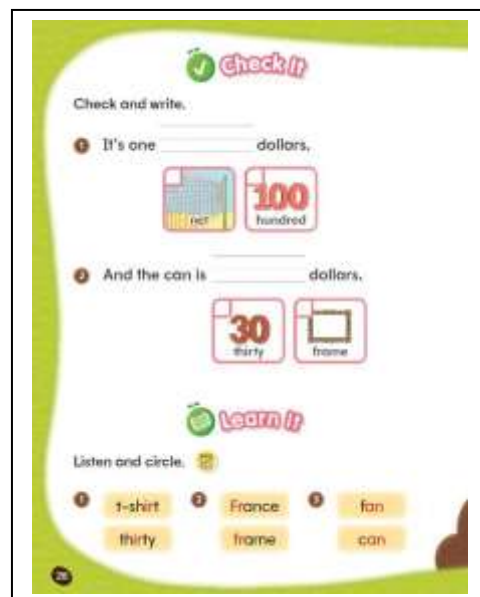 Check It
Check and write.
1 It's one dollars.
net 100 hundred
2 And the can is dollars.
30 thirty frame
Learn It
Listen and circle.
1 t-shirt 2 France 3 fan
thirty frame can
26